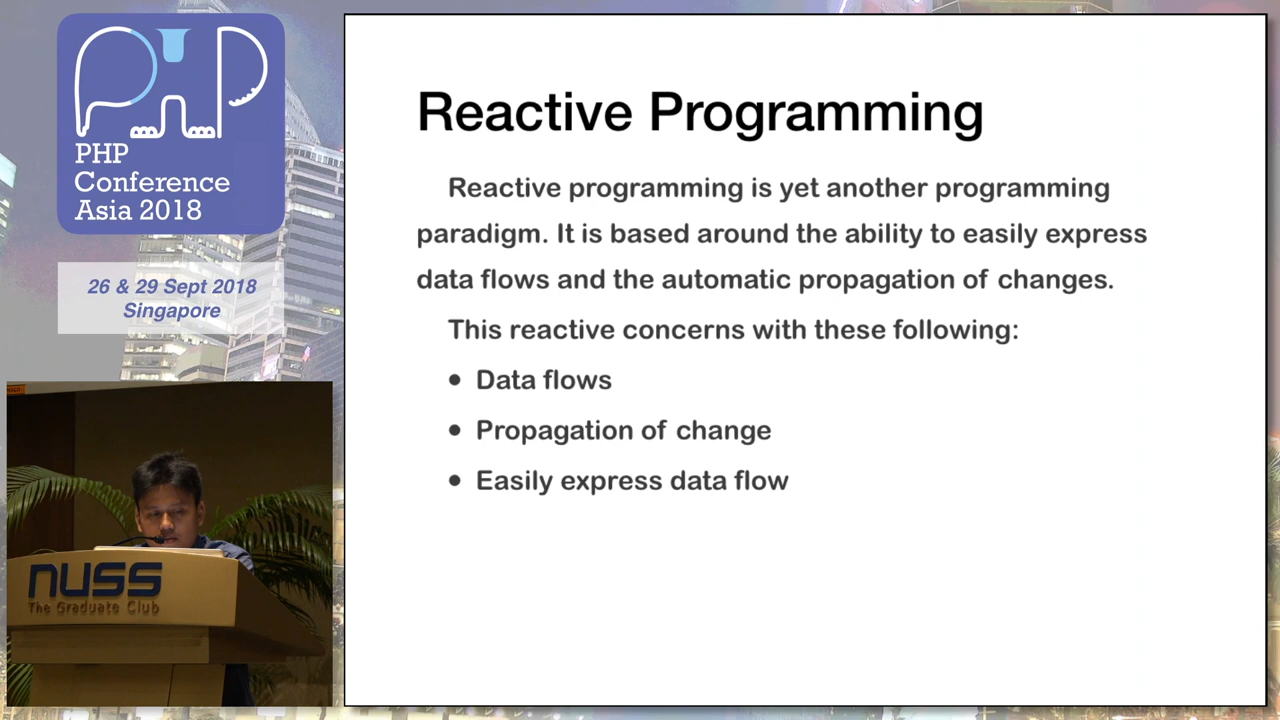 PHP
Conference
Asia 2018
26 & 29 Sept 2018
Singapore
nuss
The Graduate Club
Reactive Programming
Reactive programming is yet another programming
paradigm. It is based around the ability to easily express
data flows and the automatic propagation of changes.
This reactive concerns with these following:
• Data flows
• Propagation of change
• Easily express data flow